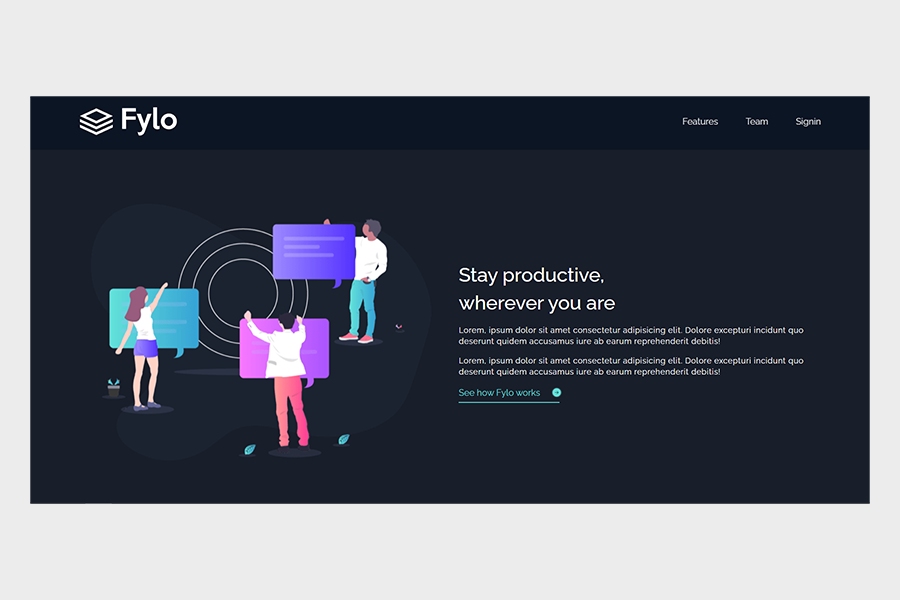 Fylo
Features Team Signin
Stay productive,
wherever you are
Lorem, ipsum dolor sit amet consectetur adipisicing elit. Dolore excepturi incidunt quo
deserunt quidem accusamus iure ab earum reprehenderit debitis!
Lorem, ipsum dolor sit amet consectetur adipisicing elit. Dolore excepturi incidunt quo
deserunt quidem accusamus iure ab earum reprehenderit debitis!
See how Fylo works